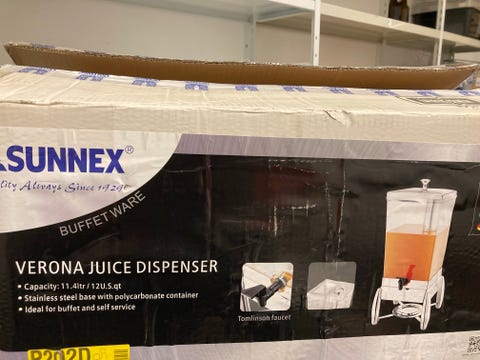 SUNNEX®
lity Always Since 1929
BUFFETWARE
VERONA JUICE DISPENSER
• Capacity: 11.4ltr / 12U.S.qt
• Stainless steel base with polycarbonate container
• Ideal for buffet and self service
Tomlinson faucet